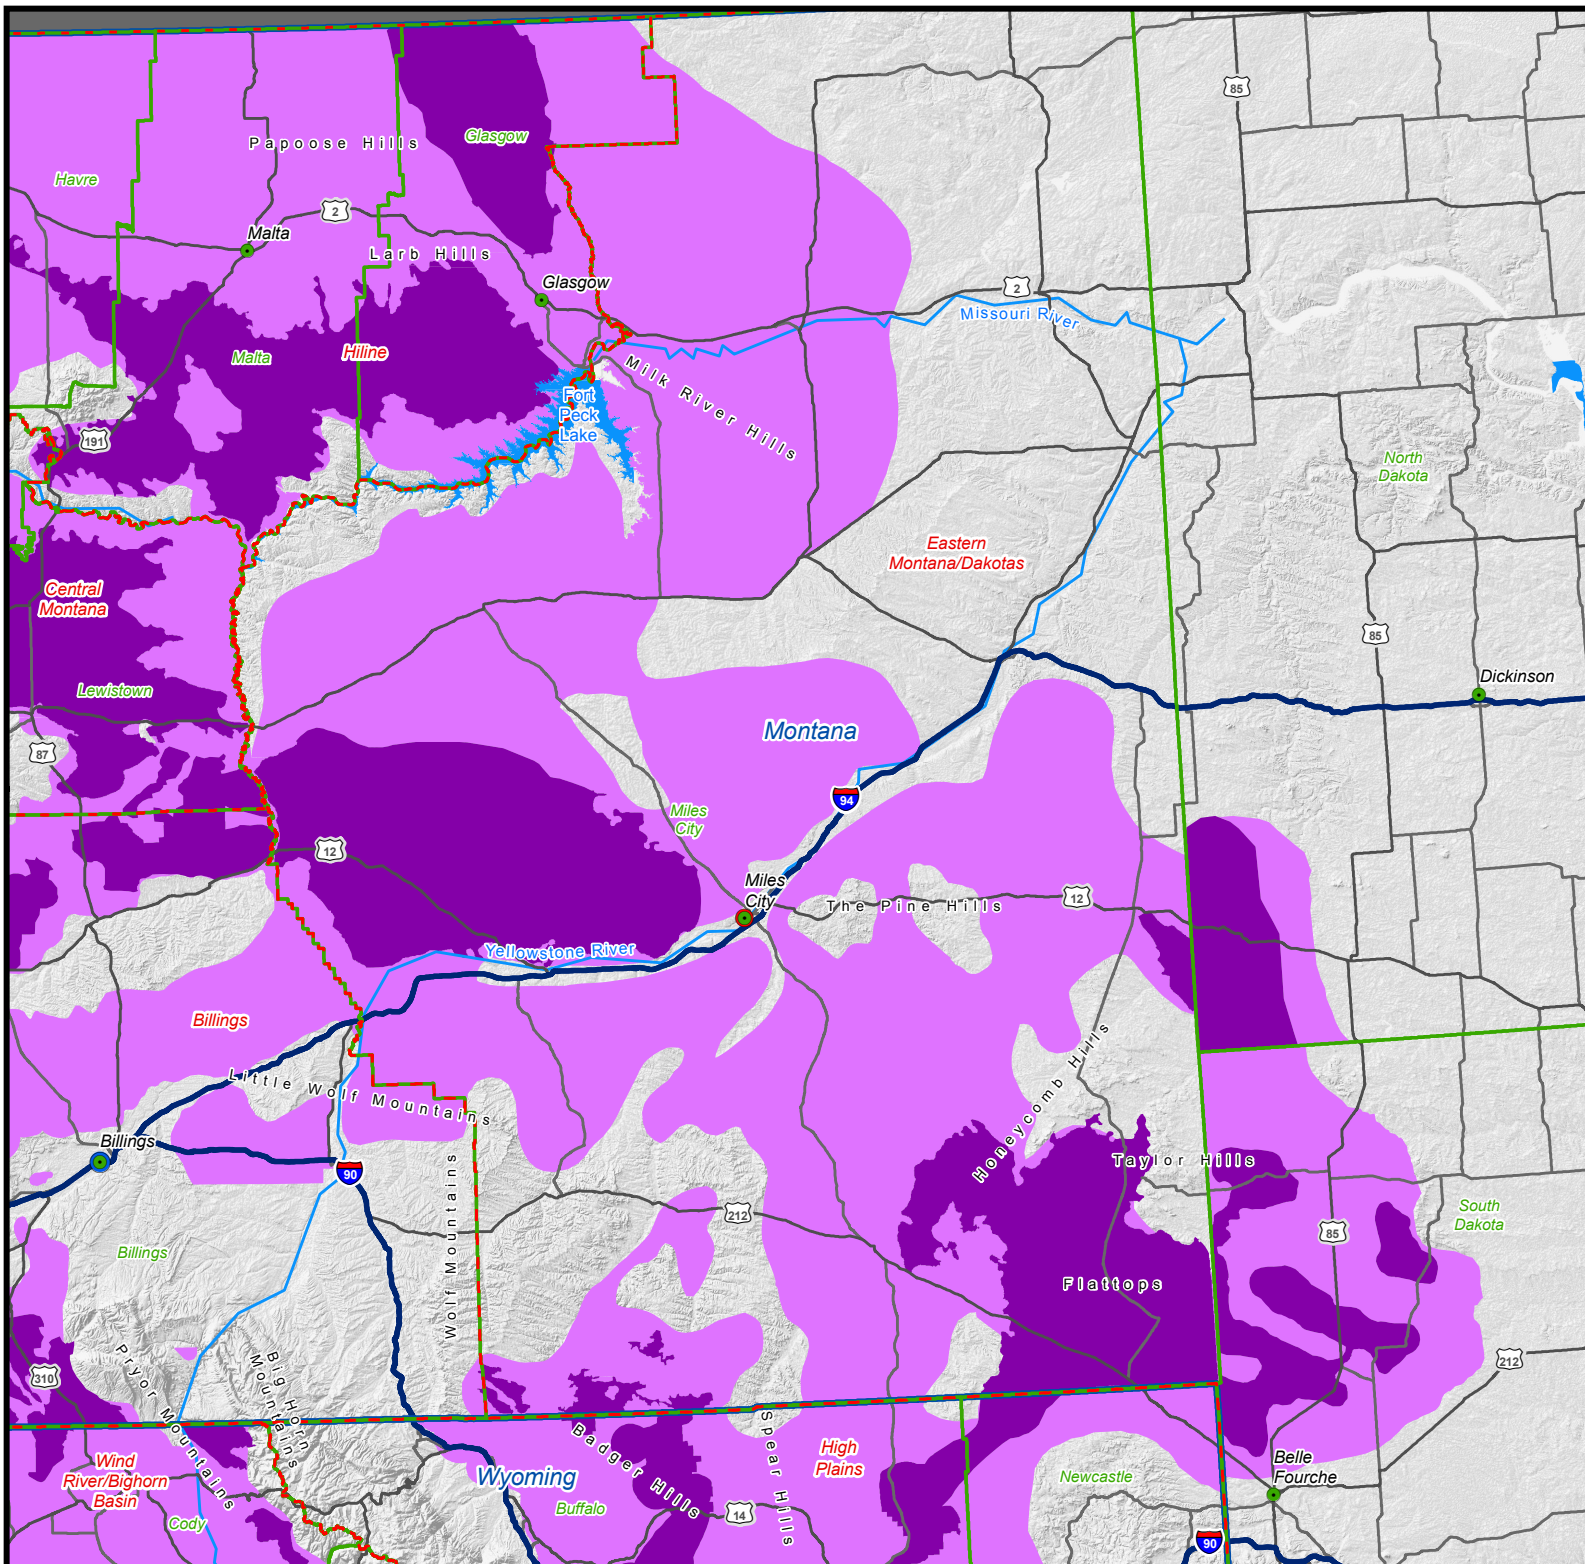 85
Papoose Hills
Glasgow
Havre
2
Malta
Larb Hills
Glasgow
2
Missouri River
Malta
Hiline
Milk River Hills
Fort
Peck
Lake
191
North
Dakota
Eastern
Montana/Dakotas
Central
Montana
85
Lewistown
Dickinson
Montana
87
94
Miles
City
12
Miles
City
The Pine Hills
12
Yellowstone River
Billings
Honeycomb Hills
Little Wolf Mountains
Billings
90
Taylor Hills
Wolf Mountains
212
South
Dakota
85
Billings
Flattops
310
Pryor Mountains
Big Horn
Mountains
212
Wind
River/Bighorn
Basin
Wyoming
Badger Hills
Spear Hills
High
Plains
Newcastle
Belle
Fourche
Buffalo
14
Cody
90